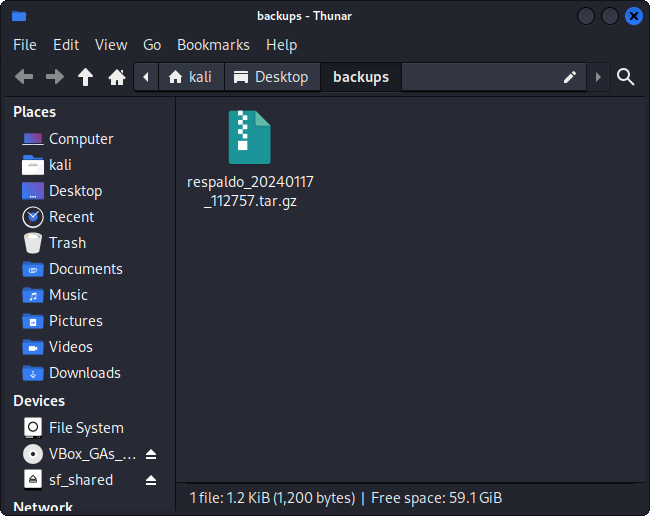 backups - Thunar
File Edit View Go Bookmarks Help
kali Desktop backups
Places
Computer
kali
Desktop
Recent
Trash
Documents
Music
Pictures
Videos
Downloads
Devices
File System
VBox_GAs_...
sf_shared
Network
respaldo_20240117
_112757.tar.gz
1 file: 1.2 KiB (1,200 bytes) | Free space: 59.1 GiB